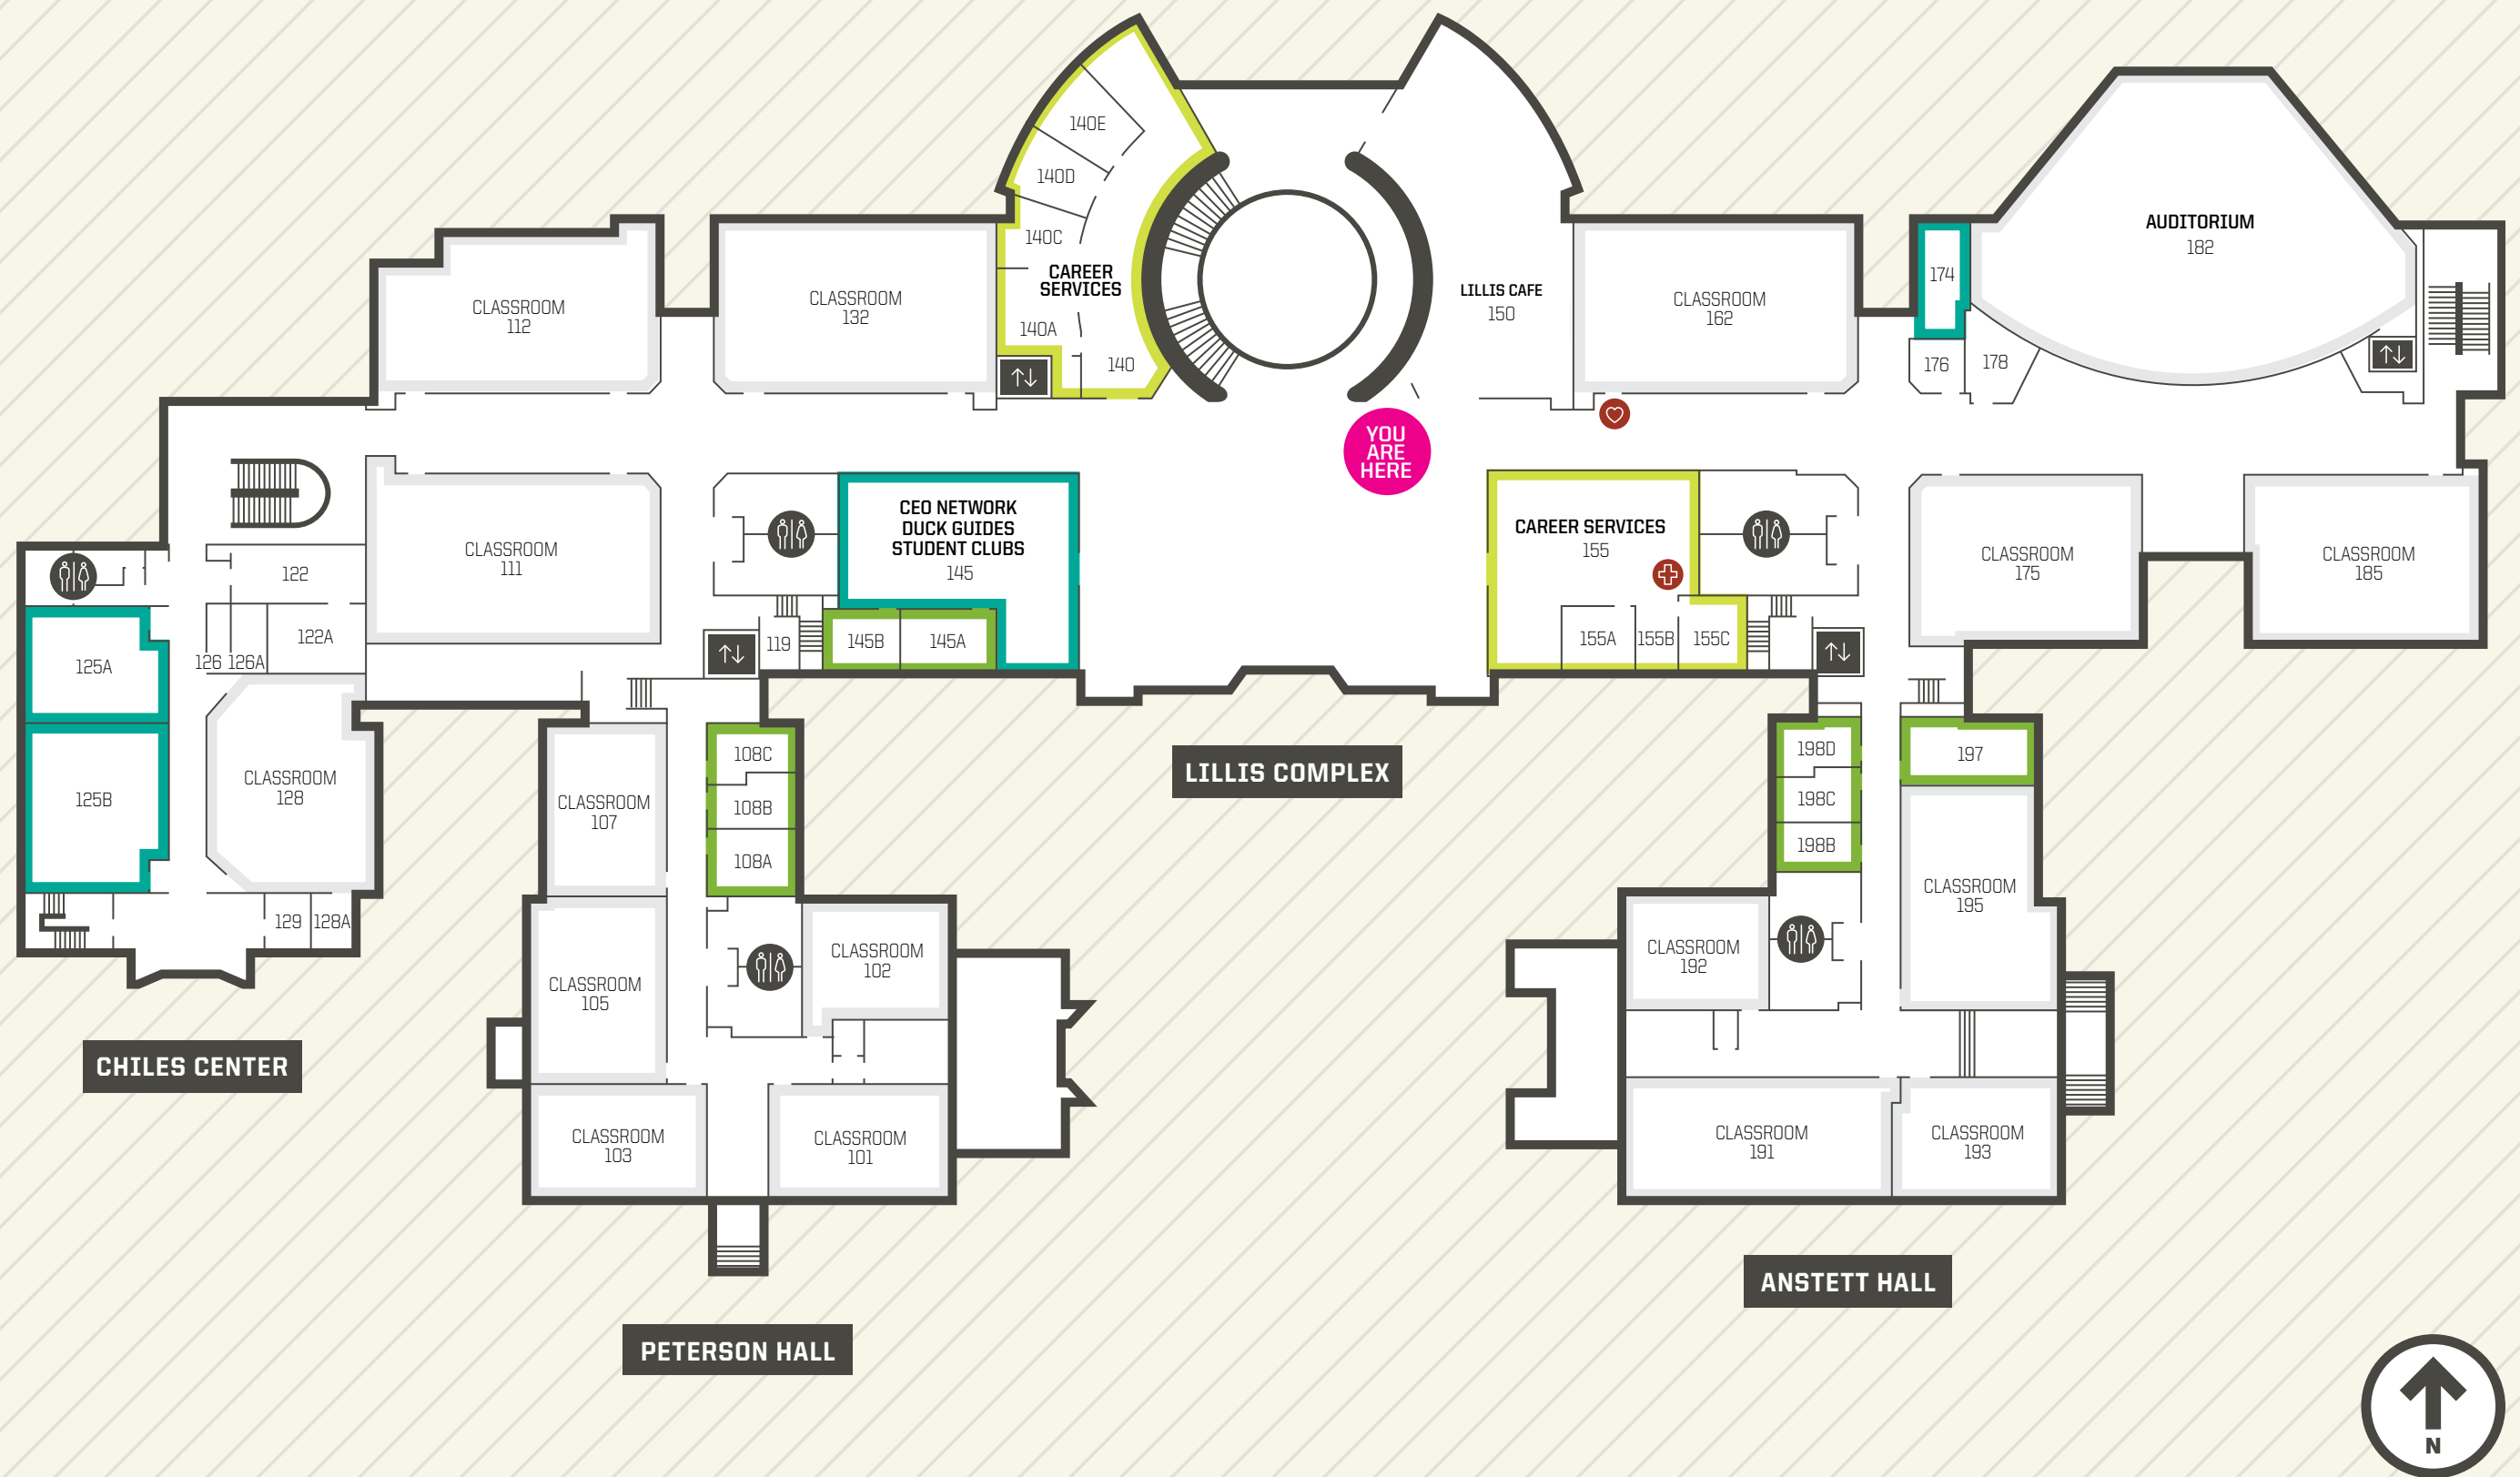 140E
140D
140C
CAREER
SERVICES
140A
140
CLASSROOM
112
CLASSROOM
132
LILLIS CAFE
150
CLASSROOM
162
174
176
178
AUDITORIUM
182
YOU
ARE
HERE
CLASSROOM
111
CEO NETWORK
DUCK GUIDES
STUDENT CLUBS
145
145B
145A
119
CAREER SERVICES
155
155A
155B
155C
CLASSROOM
175
CLASSROOM
185
122
122A
126
126A
125A
125B
CLASSROOM
128
129
128A
CHILES CENTER
CLASSROOM
107
108C
108B
108A
CLASSROOM
105
CLASSROOM
102
CLASSROOM
103
CLASSROOM
101
PETERSON HALL
LILLIS COMPLEX
198D
198C
198B
197
CLASSROOM
195
CLASSROOM
192
CLASSROOM
191
CLASSROOM
193
ANSTETT HALL
N